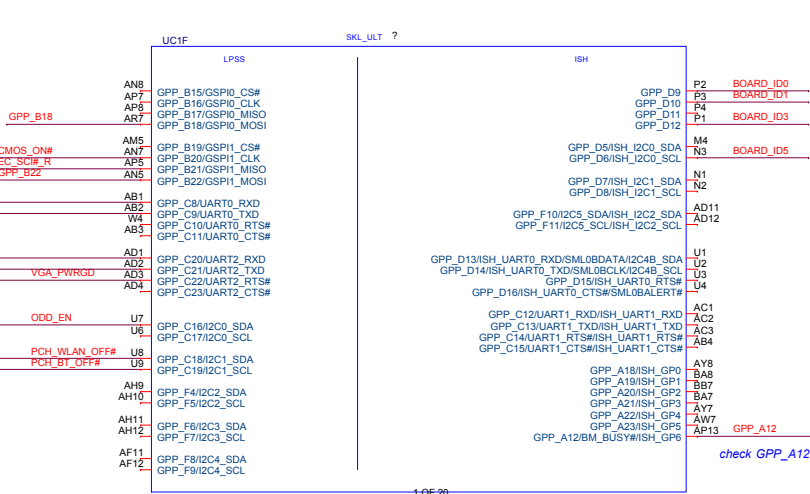 UC1F SKL_ULT ?
LPSS ISH
AN8 GPP_B15/GSPI0_CS#
AP7 GPP_B16/GSPI0_CLK
AP8 GPP_B17/GSPI0_MISO
GPP_B18 AR7 GPP_B18/GSPI0_MOSI
AM5 GPP_B19/GSPI1_CS#
CMOS_ON# AN7 GPP_B20/GSPI1_CLK
EC_SCI#_R AP5 GPP_B21/GSPI1_MISO
GPP_B22 AN5 GPP_B22/GSPI1_MOSI
AB1 GPP_C8/UART0_RXD
AB2 GPP_C9/UART0_TXD
W4 GPP_C10/UART0_RTS#
AB3 GPP_C11/UART0_CTS#
AD1 GPP_C20/UART2_RXD
AD2 GPP_C21/UART2_TXD
VGA_PWRGD AD3 GPP_C22/UART2_RTS#
AD4 GPP_C23/UART2_CTS#
ODD_EN U7 GPP_C16/I2C0_SDA
U6 GPP_C17/I2C0_SCL
PCH_WLAN_OFF# U8 GPP_C18/I2C1_SDA
PCH_BT_OFF# U9 GPP_C19/I2C1_SCL
AH9 GPP_F4/I2C2_SDA
AH10 GPP_F5/I2C2_SCL
AH11 GPP_F6/I2C3_SDA
AH12 GPP_F7/I2C3_SCL
AF11 GPP_F8/I2C4_SDA
AF12 GPP_F9/I2C4_SCL
GPP_D9 P2 BOARD_ID0
GPP_D10 P3 BOARD_ID1
GPP_D11 P4
GPP_D12 P1 BOARD_ID3
GPP_D5/ISH_I2C0_SDA M4
GPP_D6/ISH_I2C0_SCL N3 BOARD_ID5
GPP_D7/ISH_I2C1_SDA N1
GPP_D8/ISH_I2C1_SCL N2
GPP_F10/I2C5_SDA/ISH_I2C2_SDA AD11
GPP_F11/I2C5_SCL/ISH_I2C2_SCL AD12
GPP_D13/ISH_UART0_RXD/SML0BDATA/I2C4B_SDA U1
GPP_D14/ISH_UART0_TXD/SML0BCLK/I2C4B_SCL U2
GPP_D15/ISH_UART0_RTS# U3
GPP_D16/ISH_UART0_CTS#/SML0BALERT# U4
GPP_C12/UART1_RXD/ISH_UART1_RXD AC1
GPP_C13/UART1_TXD/ISH_UART1_TXD AC2
GPP_C14/UART1_RTS#/ISH_UART1_RTS# AC3
GPP_C15/UART1_CTS#/ISH_UART1_CTS# AB4
GPP_A18/ISH_GP0 AY8
GPP_A19/ISH_GP1 BA8
GPP_A20/ISH_GP2 BB7
GPP_A21/ISH_GP3 BA7
GPP_A22/ISH_GP4 AY7
GPP_A23/ISH_GP5 AW7
GPP_A12/BM_BUSY#/ISH_GP6 AP13 GPP_A12
check GPP_A12
1 OF 20